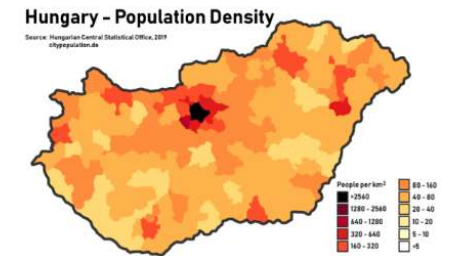 Hungary - Population Density
Source: Hungarian Central Statistical Office, 2019
citypopulation.de
People per km²
+2560
1280 - 2560
640 - 1280
320 - 640
160 - 320
80 - 160
40 - 80
20 - 40
10 - 20
5 - 10
<5